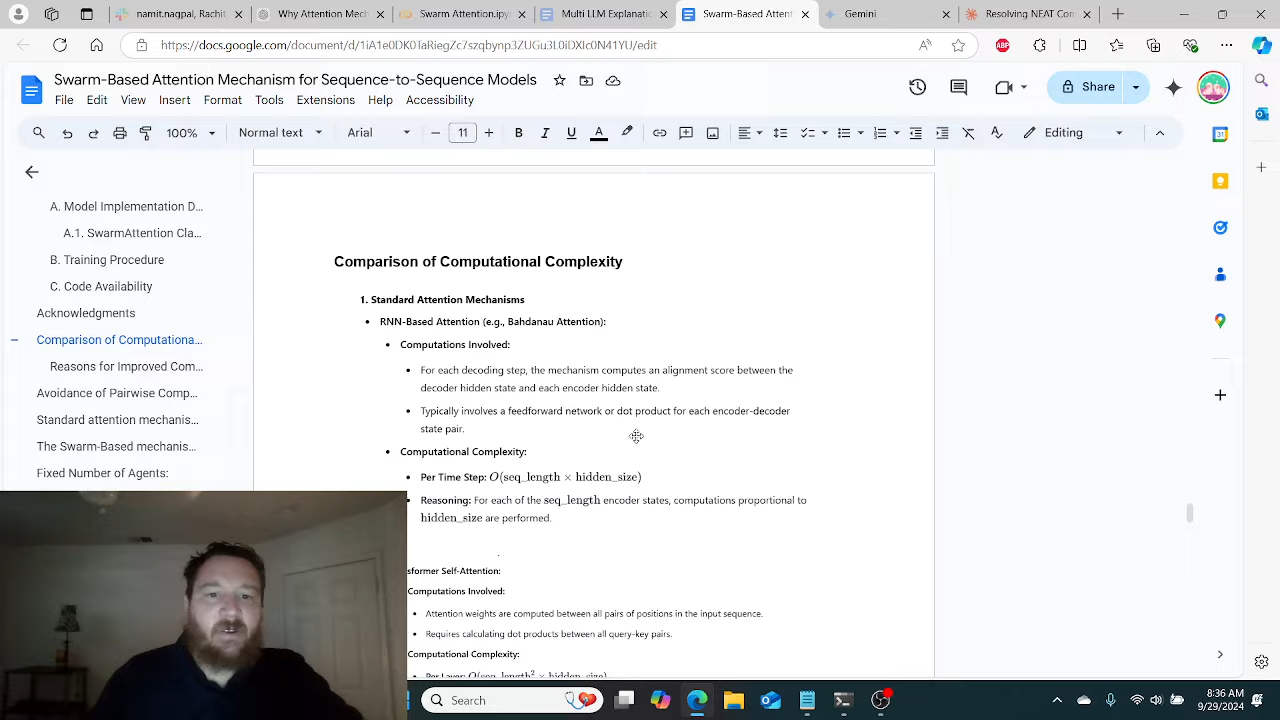 namit.nagpal, Rachit
Why Attention Mech
Swarm Attention.ipy
Multi LLM Explanatic
Swarm-Based Attent
Gemini
Resolving NEAT Con
https://docs.google.com/document/d/1iA1e0DK0TaRiegZc7szqbynp3ZUGu3L0iDXlc0N41YU/edit
Swarm-Based Attention Mechanism for Sequence-to-Sequence Models
File Edit View Insert Format Tools Extensions Help Accessibility
Share
100% Normal text Arial 11 B I U A Editing
A. Model Implementation D...
A.1. SwarmAttention Cla...
B. Training Procedure
C. Code Availability
Acknowledgments
Comparison of Computationa...
Reasons for Improved Com...
Avoidance of Pairwise Comp...
Standard attention mechanis...
The Swarm-Based mechanis...
Fixed Number of Agents:
Comparison of Computational Complexity
1. Standard Attention Mechanisms
RNN-Based Attention (e.g., Bahdanau Attention):
Computations Involved:
For each decoding step, the mechanism computes an alignment score between the
decoder hidden state and each encoder hidden state.
Typically involves a feedforward network or dot product for each encoder-decoder
state pair.
Computational Complexity:
Per Time Step: O(seq_length × hidden_size)
Reasoning: For each of the seq_length encoder states, computations proportional to
hidden_size are performed.
sformer Self-Attention:
Computations Involved:
Attention weights are computed between all pairs of positions in the input sequence.
Requires calculating dot products between all query-key pairs.
Computational Complexity:
Per Layer: O(seq_length² × hidden_size)
Search
8:36 AM
9/29/2024